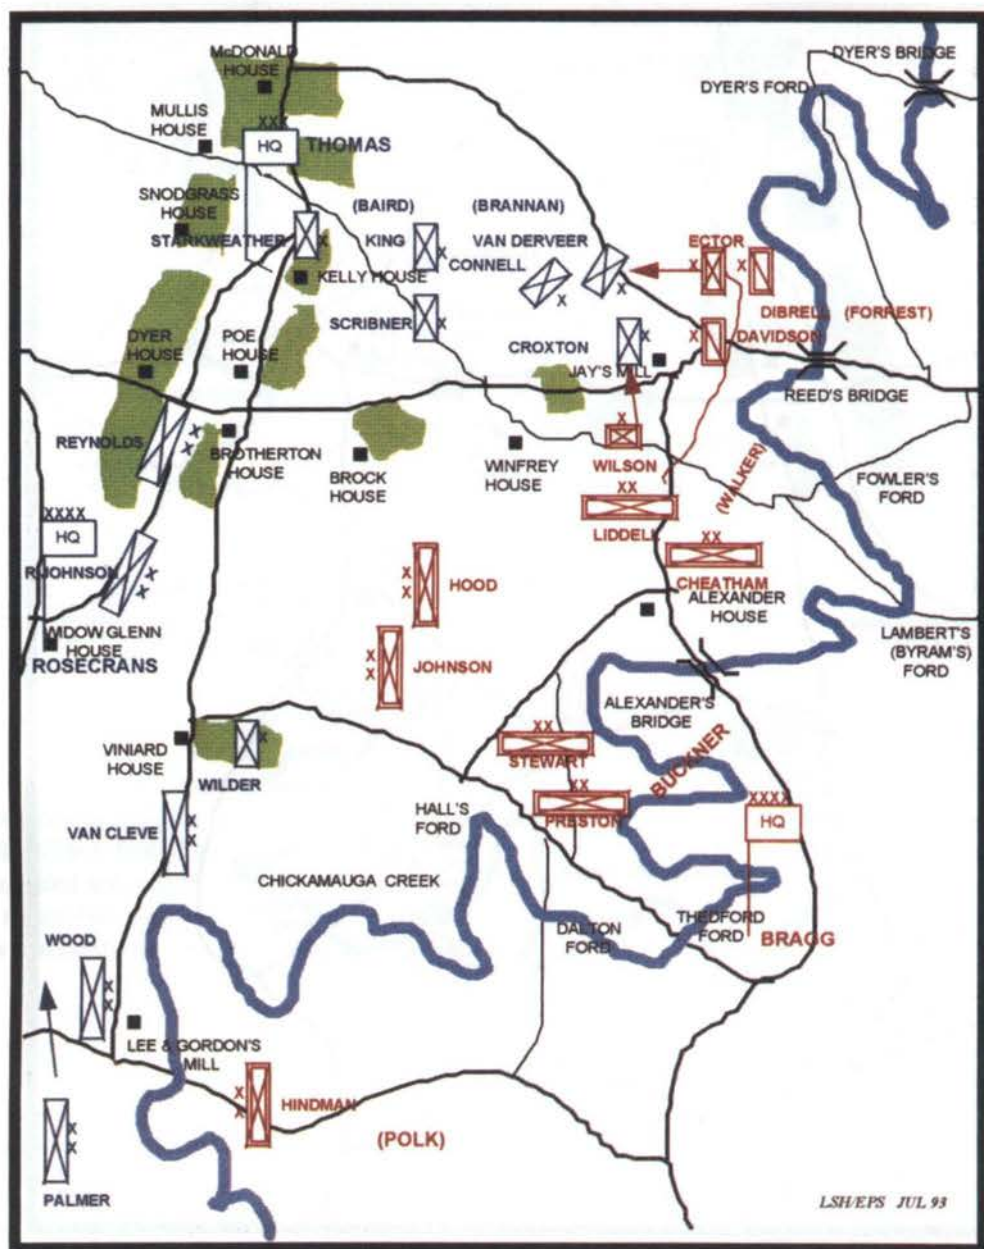 McDONALD
HOUSE
DYER'S BRIDGE
DYER'S FORD
MULLIS
HOUSE
XXX
HQ
THOMAS
SNODGRASS
HOUSE
(BAIRD)
(BRANNAN)
STARKWEATHER
X
KING
X
VAN DERVEER
X
ECTOR
X
X
CONNELL
X
KELLY HOUSE
DIBRELL (FORREST)
SCRIBNER
X
DYER
HOUSE
POE
HOUSE
CROXTON
X
X
DAVIDSON
JAY'S MILL
REED'S BRIDGE
REYNOLDS
X
X
X
BROTHERTON
HOUSE
BROCK
HOUSE
WINFREY
HOUSE
WILSON
(WALKER)
FOWLER'S
FORD
XX
LIDDELL
XXXX
HQ
XX
CHEATHAM
R JOHNSON
X
X
X
X
HOOD
ALEXANDER
HOUSE
WIDOW GLENN
HOUSE
ROSECRANS
LAMBERT'S
(BYRAM'S)
FORD
X
X
JOHNSON
ALEXANDER'S
BRIDGE
VINIARD
HOUSE
X
WILDER
XX
STEWART
BUCKNER
XX
PRESTON
XXXX
HQ
HALL'S
FORD
VAN CLEVE
X
X
CHICKAMAUGA CREEK
DALTON
FORD
THEDFORD
FORD
BRAGG
WOOD
X
X
LEE & GORDON'S
MILL
X
X
HINDMAN
(POLK)
X
X
PALMER
LSH/EPS JUL 93